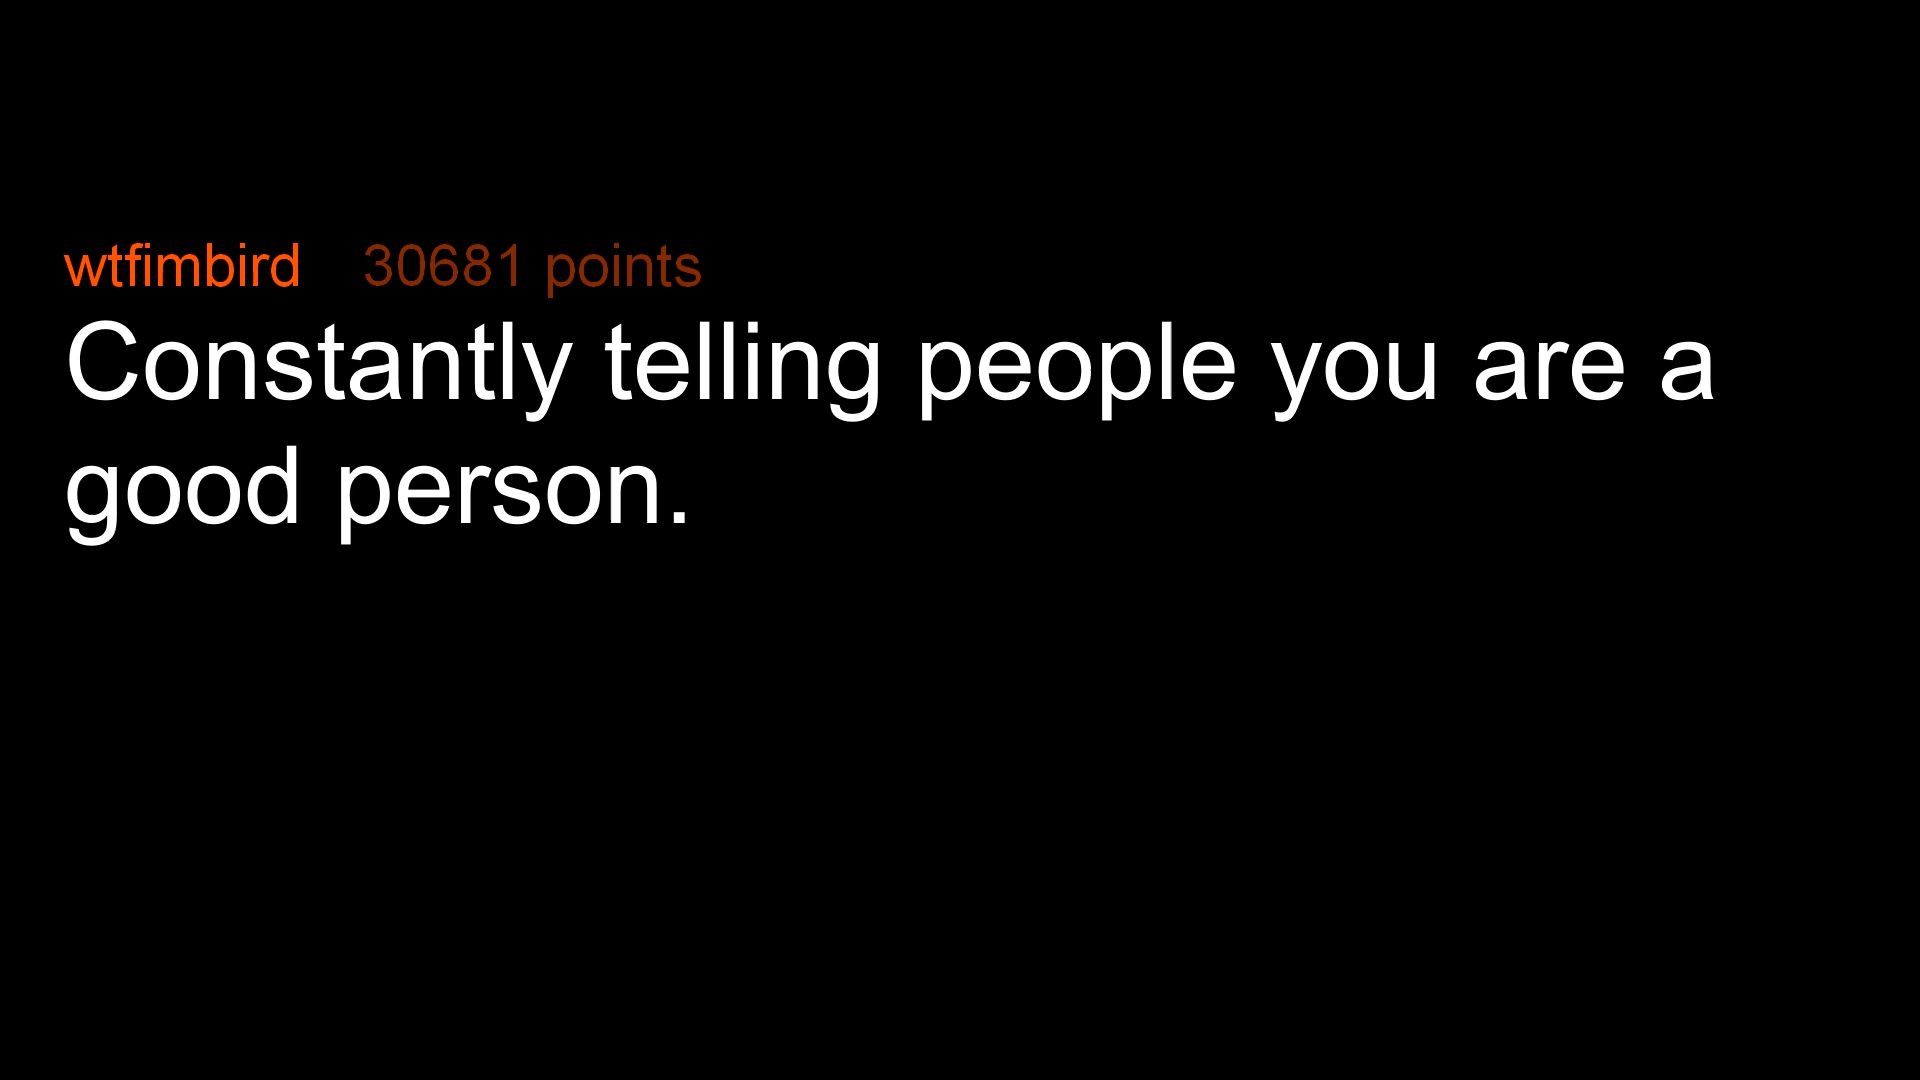 wtfimbird 30681 points
Constantly telling people you are a
good person.